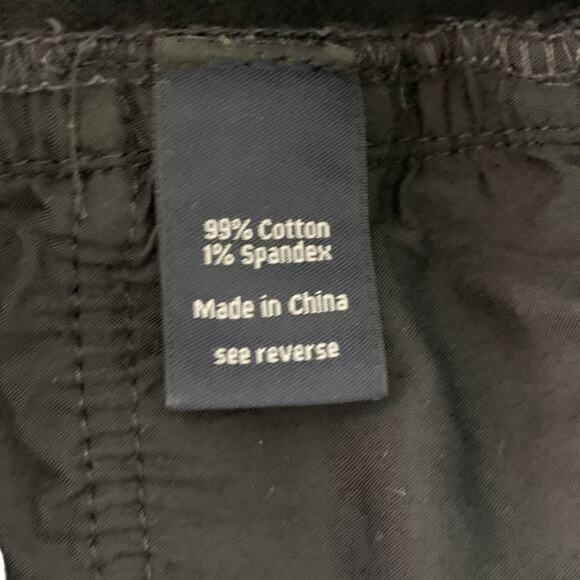 99% Cotton
1% Spandex
Made in China
see reverse